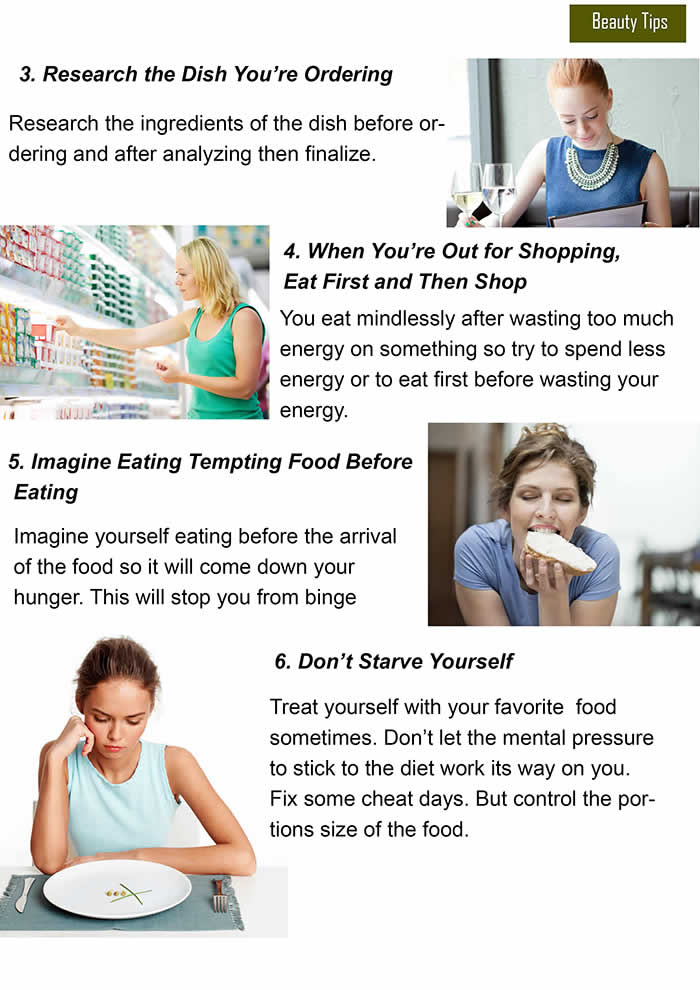 Beauty Tips
3. Research the Dish You’re Ordering
Research the ingredients of the dish before or-
dering and after analyzing then finalize.
4. When You’re Out for Shopping,
Eat First and Then Shop
You eat mindlessly after wasting too much
energy on something so try to spend less
energy or to eat first before wasting your
energy.
5. Imagine Eating Tempting Food Before
Eating
Imagine yourself eating before the arrival
of the food so it will come down your
hunger. This will stop you from binge
6. Don’t Starve Yourself
Treat yourself with your favorite  food
sometimes. Don’t let the mental pressure
to stick to the diet work its way on you.
Fix some cheat days. But control the por-
tions size of the food.